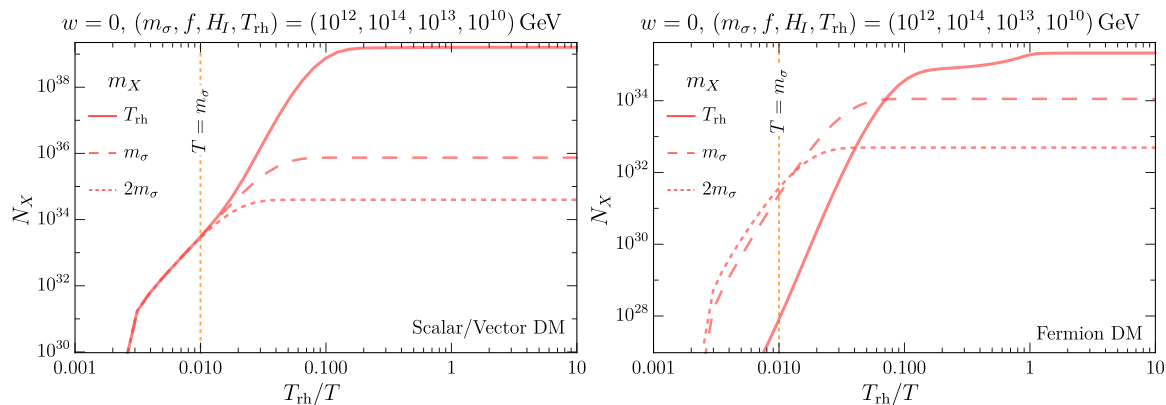 w = 0, (m_σ, f, H_I, T_rh) = (10^12, 10^14, 10^13, 10^10) GeV
10^38
10^36
10^34
10^32
10^30
N_X
m_X
T_rh
m_σ
2m_σ
T = m_σ
Scalar/Vector DM
0.001 0.010 0.100 1 10
T_rh/T
w = 0, (m_σ, f, H_I, T_rh) = (10^12, 10^14, 10^13, 10^10) GeV
10^34
10^32
10^30
10^28
N_X
m_X
T_rh
m_σ
2m_σ
T = m_σ
Fermion DM
0.001 0.010 0.100 1 10
T_rh/T